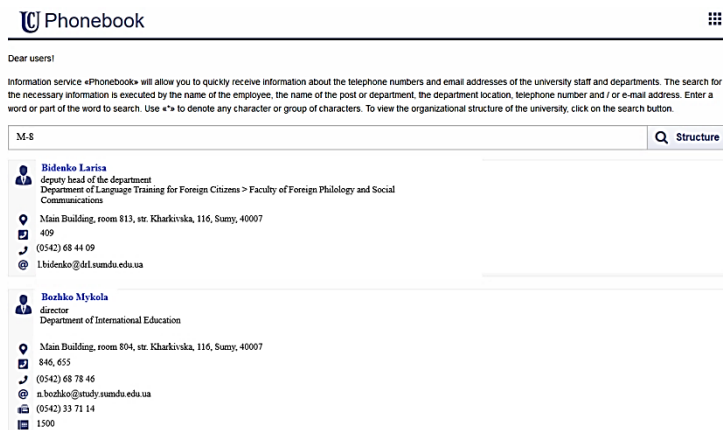 Phonebook
Dear users!
Information service «Phonebook» will allow you to quickly receive information about the telephone numbers and email addresses of the university staff and departments. The search for
the necessary information is executed by the name of the employee, the name of the post or department, the department location, telephone number and / or e-mail address. Enter a
word or part of the word to search. Use «*» to denote any character or group of characters. To view the organizational structure of the university, click on the search button.
M-8
Structure
Bidenko Larisa
deputy head of the department
Department of Language Training for Foreign Citizens > Faculty of Foreign Philology and Social
Communications
Main Building, room 813, str. Kharkivska, 116, Sumy, 40007
409
(0542) 68 44 09
@ l.bidenko@drl.sumdu.edu.ua
Bozhko Mykola
director
Department of International Education
Main Building, room 804, str. Kharkivska, 116, Sumy, 40007
846, 655
(0542) 68 78 46
@ n.bozhko@study.sumdu.edu.ua
(0542) 33 71 14
1500